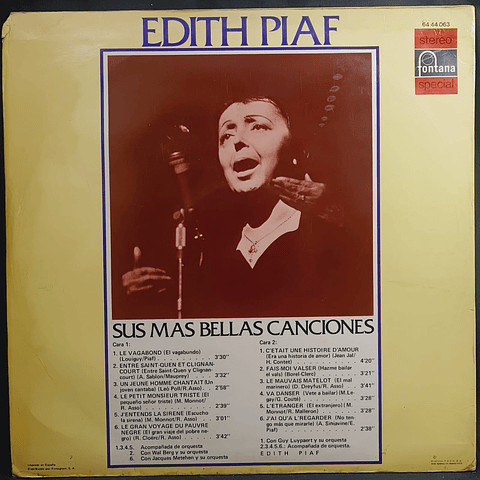 EDITH PIAF
64 44 063
stereo
fontana
special
SUS MAS BELLAS CANCIONES
Cara 1:
1. LE VAGABOND (El vagabundo)
(Louiguy/Piaf) . . . . . . . . . . 3'30"
2. ENTRE SAINT-QUEN ET CLIGNAN-
COURT (Entre Saint-Quen y Clignan-
court) (A. Sablon/Mauprey) . . . 3'32"
3. UN JEUNE HOMME CHANTAIT (Un
joven cantaba) (Leo Poll/R. Asso) . 2'58"
4. LE PETIT MONSIEUR TRISTE (El
pequeño señor triste) (M. Monnot/
R. Asso) . . . . . . . . . . . 2'39"
5. J'ENTENDS LA SIRENE (Escucho
la sirena) (M. Monnot/R. Asso) . . 3'01"
6. LE GRAN VOYAGE DU PAUVRE
NEGRE (El gran viaje del pobre ne-
gro) (R. Cloërc/R. Asso) . . . . . 3'42"
1.3.4.5. Acompañada de orquesta
2. Con Wal Berg y su orquesta
6. Con Jacques Metehen y su orquesta
Cara 2:
1. C'ETAIT UNE HISTOIRE D'AMOUR
(Era una historia de amor) (Jean Jal/
H. Contet) . . . . . . . . . . . 4'20"
2. FAIS MOI VALSER (Hazme bailar
el vals) (Borel-Clerc) . . . . . . 2'21"
3. LE MAUVAIS MATELOT (El mal
marinero) (D. Dreyfus/R. Asso) . . 3'41"
4. VA DANSER (Vete a bailar) (M. Le-
gay/G. Couté) . . . . . . . . . 2'28"
5. L'ETRANGER (El extranjero) (M.
Monnot/R. Malleron) . . . . . . 3'28"
6. J'AI QU'A L'REGARDER (No ten-
go más que mirarle) (A. Simavine/E.
Piaf) . . . . . . . . . . . . . 2'38"
1. Con Guy Luypaert y su orquesta
2.3.4.5.6.: Acompañada de orquesta.
EDITH PIAF